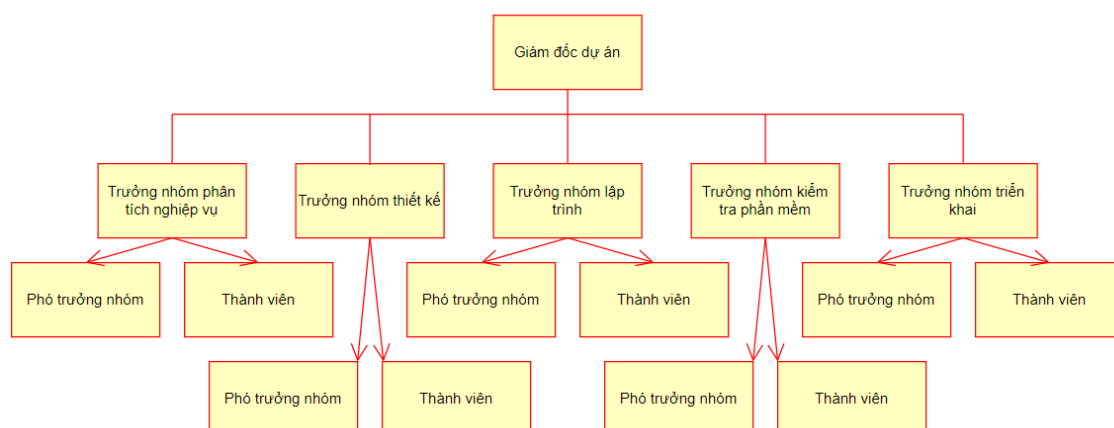 Giám đốc dự án
Trưởng nhóm phân
tích nghiệp vụ
Trưởng nhóm thiết kế
Trưởng nhóm lập
trình
Trưởng nhóm kiểm
tra phần mềm
Trưởng nhóm triển
khai
Phó trưởng nhóm
Thành viên
Phó trưởng nhóm
Thành viên
Phó trưởng nhóm
Thành viên
Phó trưởng nhóm
Thành viên
Phó trưởng nhóm
Thành viên